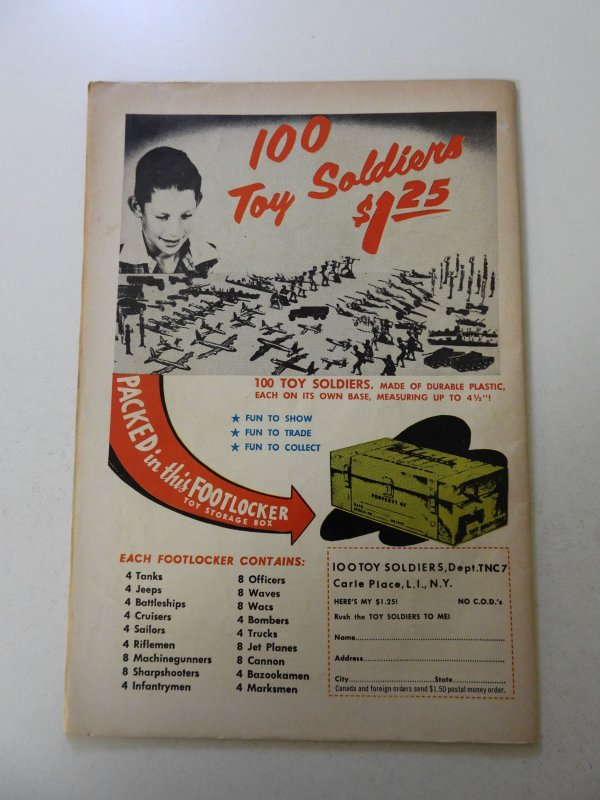 100
Toy Soldiers
$1.25
100 TOY SOLDIERS, MADE OF DURABLE PLASTIC,
EACH ON ITS OWN BASE, MEASURING UP TO 4½"!
★ FUN TO SHOW
★ FUN TO TRADE
★ FUN TO COLLECT
PACKED in this FOOTLOCKER
TOY STORAGE BOX
PROPERTY OF
EACH FOOTLOCKER CONTAINS:
4 Tanks
4 Jeeps
4 Battleships
4 Cruisers
4 Sailors
4 Riflemen
8 Machinegunners
8 Sharpshooters
4 Infantrymen
8 Officers
8 Waves
8 Wacs
4 Bombers
4 Trucks
8 Jet Planes
8 Cannon
4 Bazookamen
4 Marksmen
100 TOY SOLDIERS, Dept. TNC7
Carle Place, L.I., N.Y.
HERE'S MY $1.25! NO C.O.D.'s
Rush the TOY SOLDIERS TO ME!
Name
Address
City State
Canada and foreign orders send $1.50 postal money order.